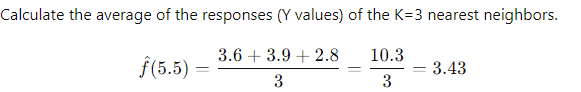 Calculate the average of the responses (Y values) of the K=3 nearest neighbors.
f̂(5.5) = (3.6 + 3.9 + 2.8)/3 = 10.3/3 = 3.43